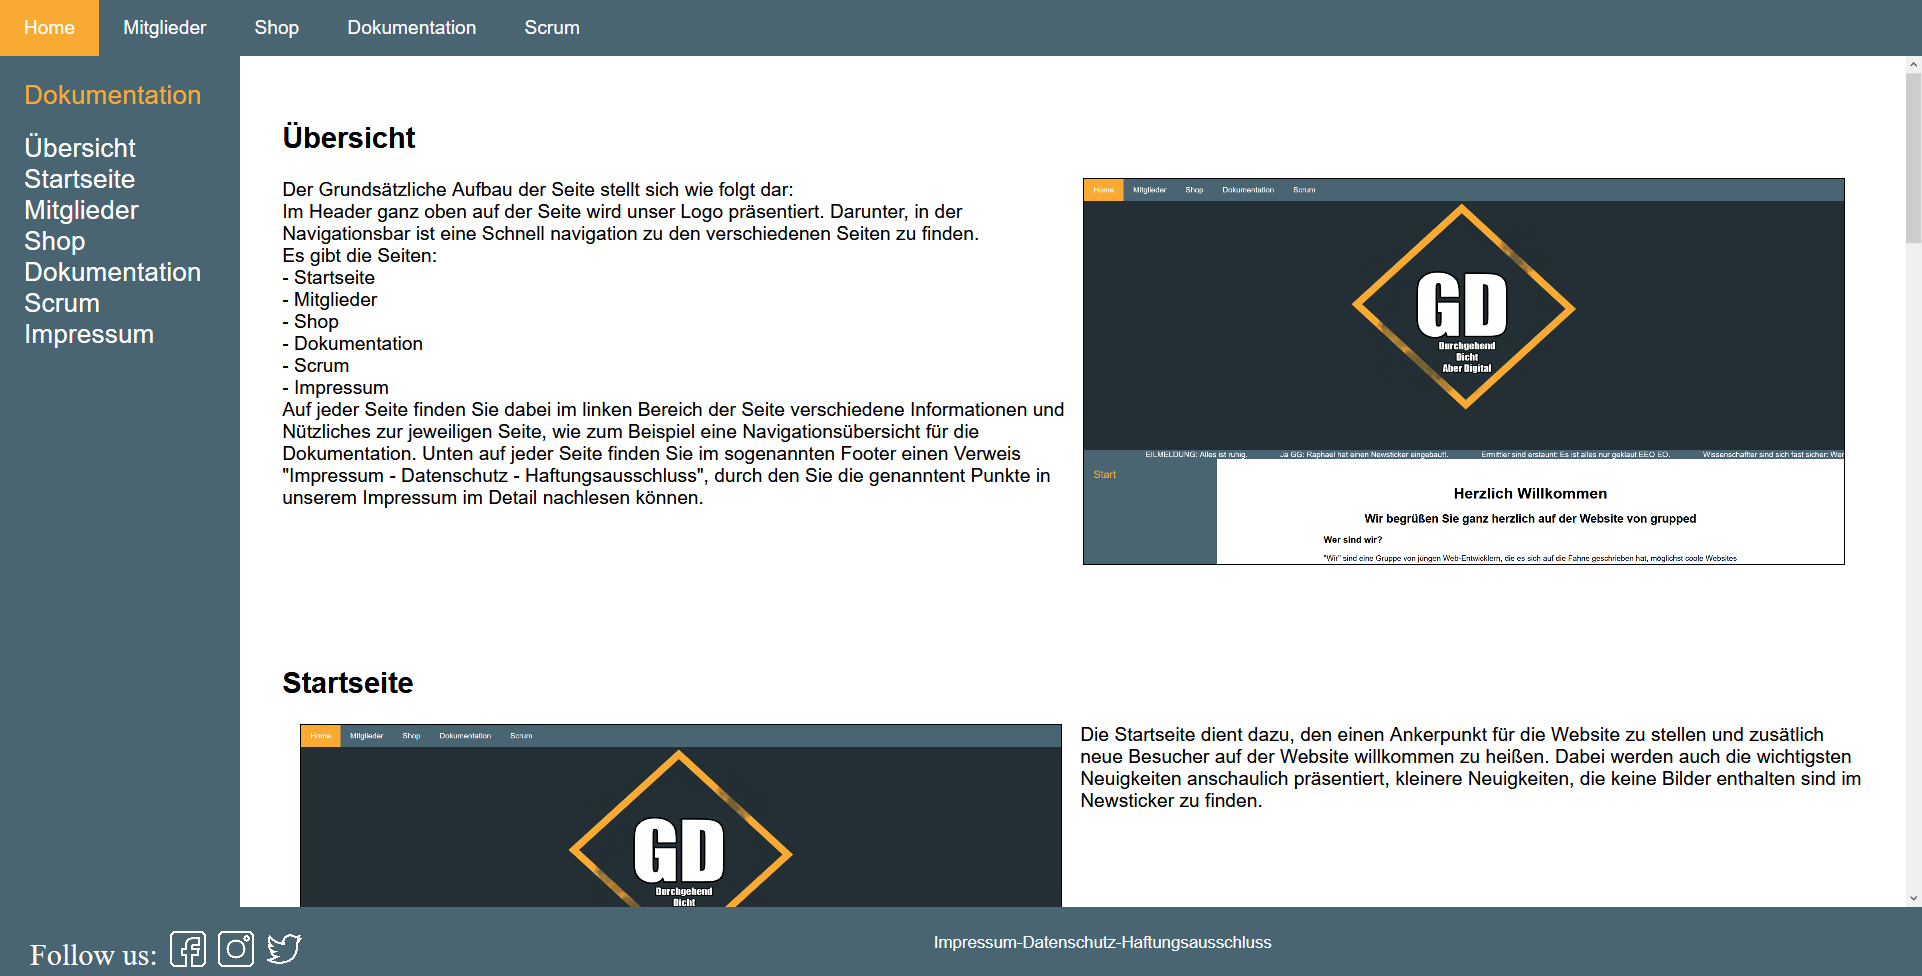 Home Mitglieder Shop Dokumentation Scrum
Dokumentation
Übersicht
Startseite
Mitglieder
Shop
Dokumentation
Scrum
Impressum
Übersicht
Der Grundsätzliche Aufbau der Seite stellt sich wie folgt dar:
Im Header ganz oben auf der Seite wird unser Logo präsentiert. Darunter, in der
Navigationsbar ist eine Schnell navigation zu den verschiedenen Seiten zu finden.
Es gibt die Seiten:
- Startseite
- Mitglieder
- Shop
- Dokumentation
- Scrum
- Impressum
Auf jeder Seite finden Sie dabei im linken Bereich der Seite verschiedene Informationen und
Nützliches zur jeweiligen Seite, wie zum Beispiel eine Navigationsübersicht für die
Dokumentation. Unten auf jeder Seite finden Sie im sogenannten Footer einen Verweis
"Impressum - Datenschutz - Haftungsausschluss", durch den Sie die genanntent Punkte in
unserem Impressum im Detail nachlesen können.
Home Mitglieder Shop Dokumentation Scrum
GD
Durchgehend
Dicht
Aber Digital
EILMELDUNG: Alles ist ruhig. Ja GG: Raphael hat einen Newsticker eingebaut!. Ermittler sind erstaunt: Es ist alles nur geklaut EEO EO. Wissenschaftler sind sich fast sicher: Wer
Start
Herzlich Willkommen
Wir begrüßen Sie ganz herzlich auf der Website von grupped
Wer sind wir?
"Wir" sind eine Gruppe von jungen Web-Entwicklern, die es sich auf die Fahne geschrieben hat, möglichst coole Websites
Startseite
Home Mitglieder Shop Dokumentation Scrum
GD
Durchgehend
Dicht
Die Startseite dient dazu, den einen Ankerpunkt für die Website zu stellen und zusätlich
neue Besucher auf der Website willkommen zu heißen. Dabei werden auch die wichtigsten
Neuigkeiten anschaulich präsentiert, kleinere Neuigkeiten, die keine Bilder enthalten sind im
Newsticker zu finden.
Follow us:
Impressum-Datenschutz-Haftungsausschluss